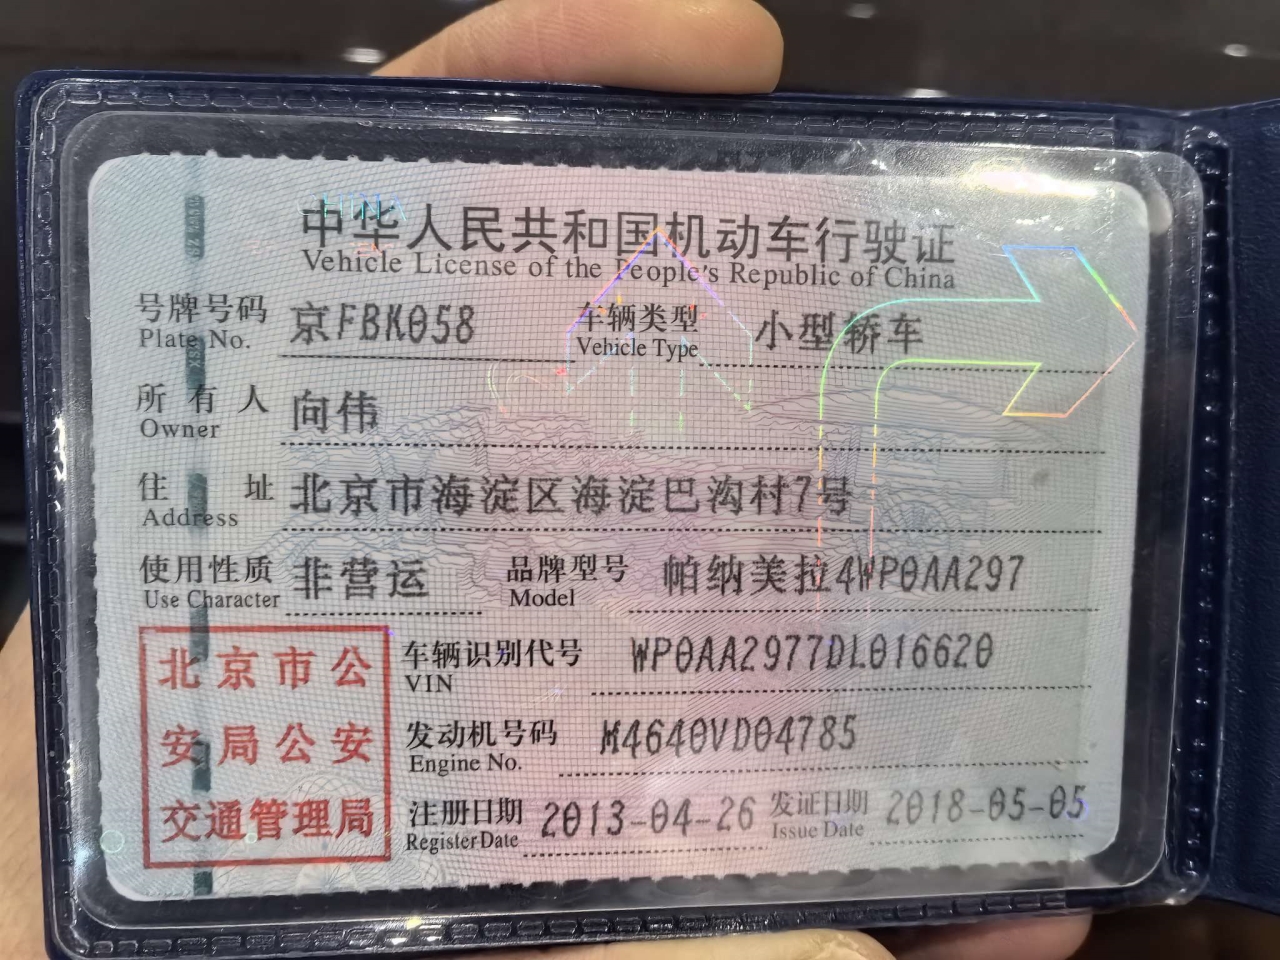 中华人民共和国机动车行驶证
Vehicle License of the People's Republic of China
号牌号码 京FBK058 车辆类型 小型轿车
Plate No. Vehicle Type
所有人 向伟
Owner
住址 北京市海淀区海淀巴沟村7号
Address
使用性质 非营运 品牌型号 帕纳美拉4WP0AA297
Use Character Model
北京市公
安局公安
交通管理局
车辆识别代号 WP0AA2977DL016620
VIN
发动机号码 M4640VD04785
Engine No.
注册日期 2013-04-26 发证日期 2018-05-05
Register Date Issue Date